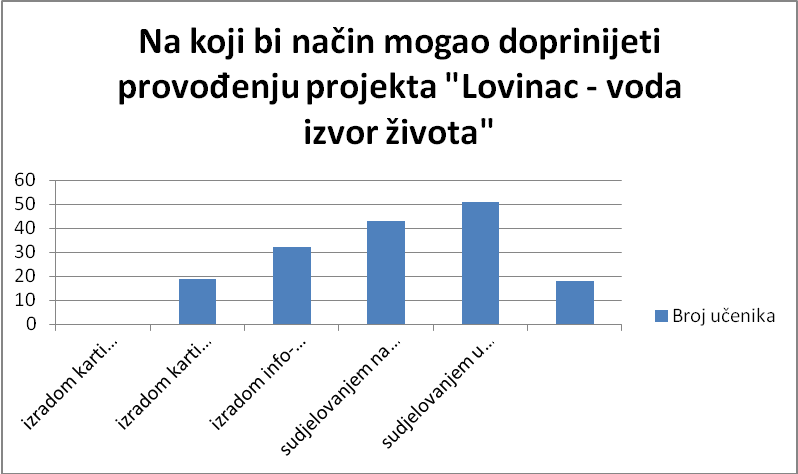 Na koji bi način mogao doprinijeti
provođenju projekta "Lovinac - voda
izvor života"
60
50
40
30
20
10
0
izradom karti...
izradom karti...
izradom info-...
sudjelovanjem na...
sudjelovanjem u...
Broj učenika